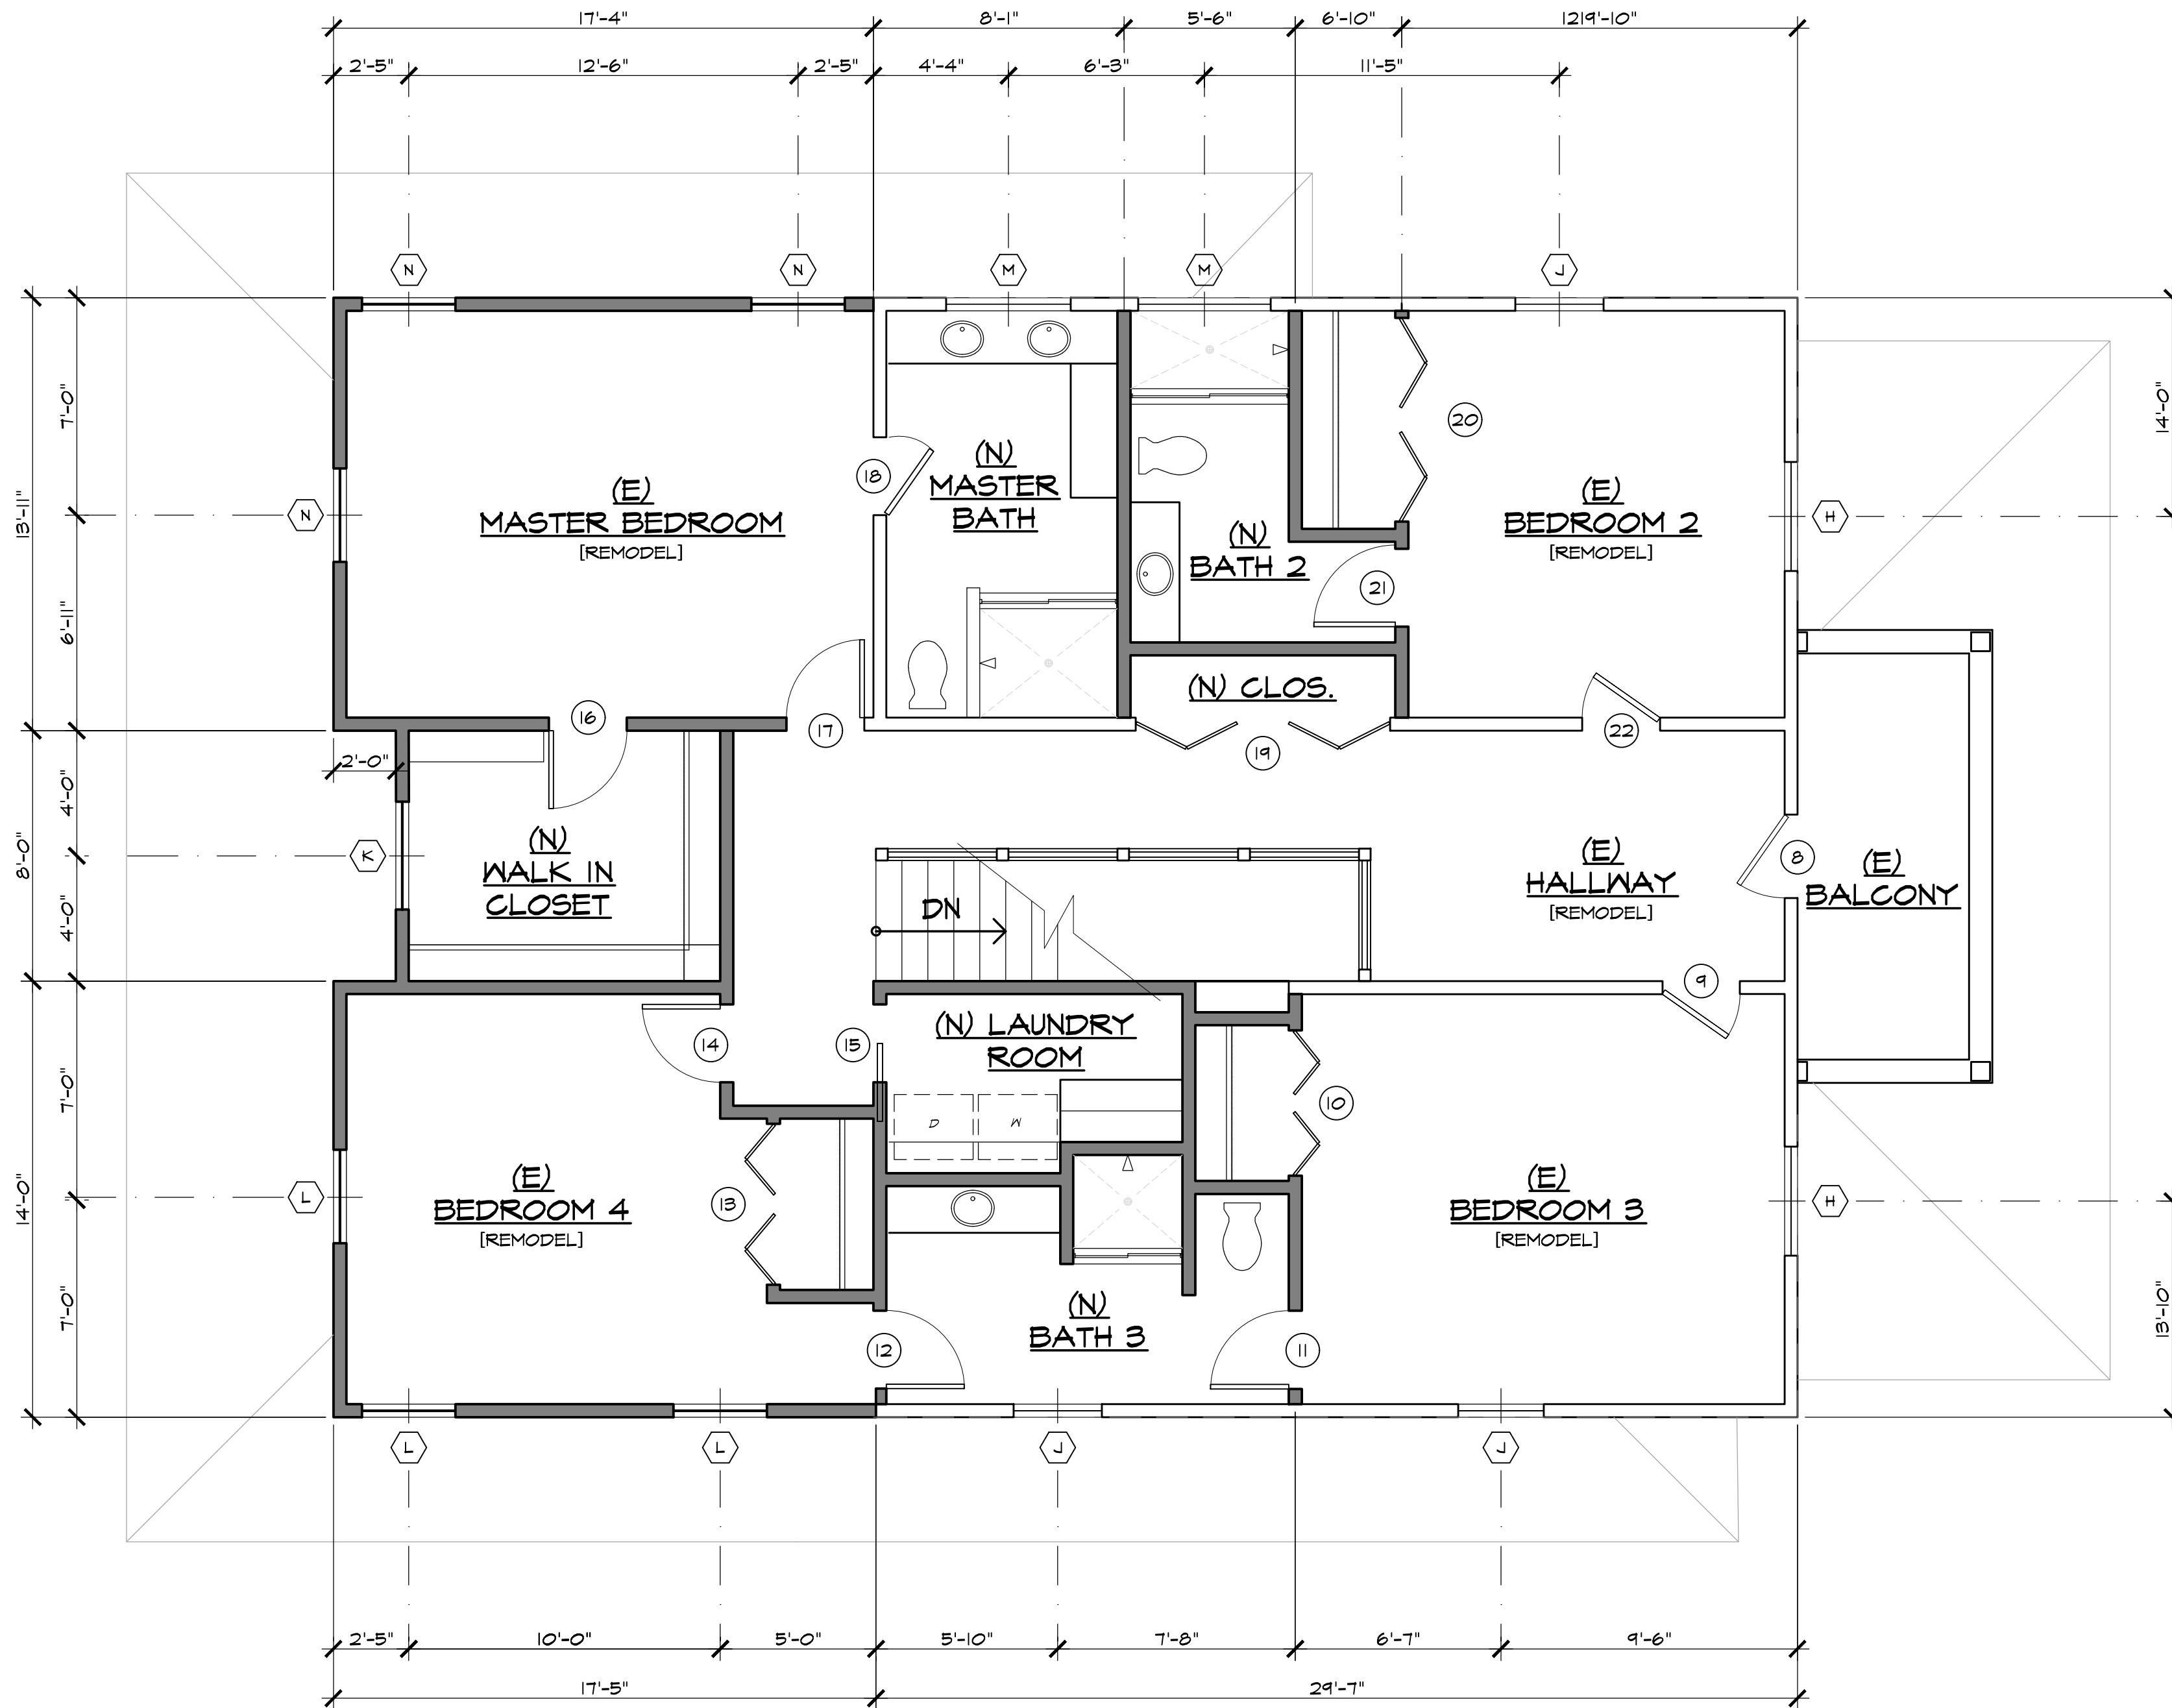 17'-4" 8'-1" 5'-6" 6'-10" 1219'-10"
2'-5" 12'-6" 2'-5" 4'-4" 6'-3" 11'-5"
N N M M J
7'-0"
13'-11"
6'-11"
14'-0"
N
H
18
20
21
16
17
19
22
(E)
MASTER BEDROOM
[REMODEL]
(N)
MASTER
BATH
(N)
BATH 2
(E)
BEDROOM 2
[REMODEL]
(N) CLOS.
2'-0"
4'-0"
8'-0"
4'-0"
K
(N)
WALK IN
CLOSET
DN
(E)
HALLWAY
[REMODEL]
8
(E)
BALCONY
9
14
15
(N) LAUNDRY
ROOM
D W
10
7'-0"
14'-0"
7'-0"
L
(E)
BEDROOM 4
[REMODEL]
13
(E)
BEDROOM 3
[REMODEL]
H
13'-10"
12
(N)
BATH 3
11
L L J J
2'-5" 10'-0" 5'-0" 5'-10" 7'-8" 6'-7" 9'-6"
17'-5" 29'-7"